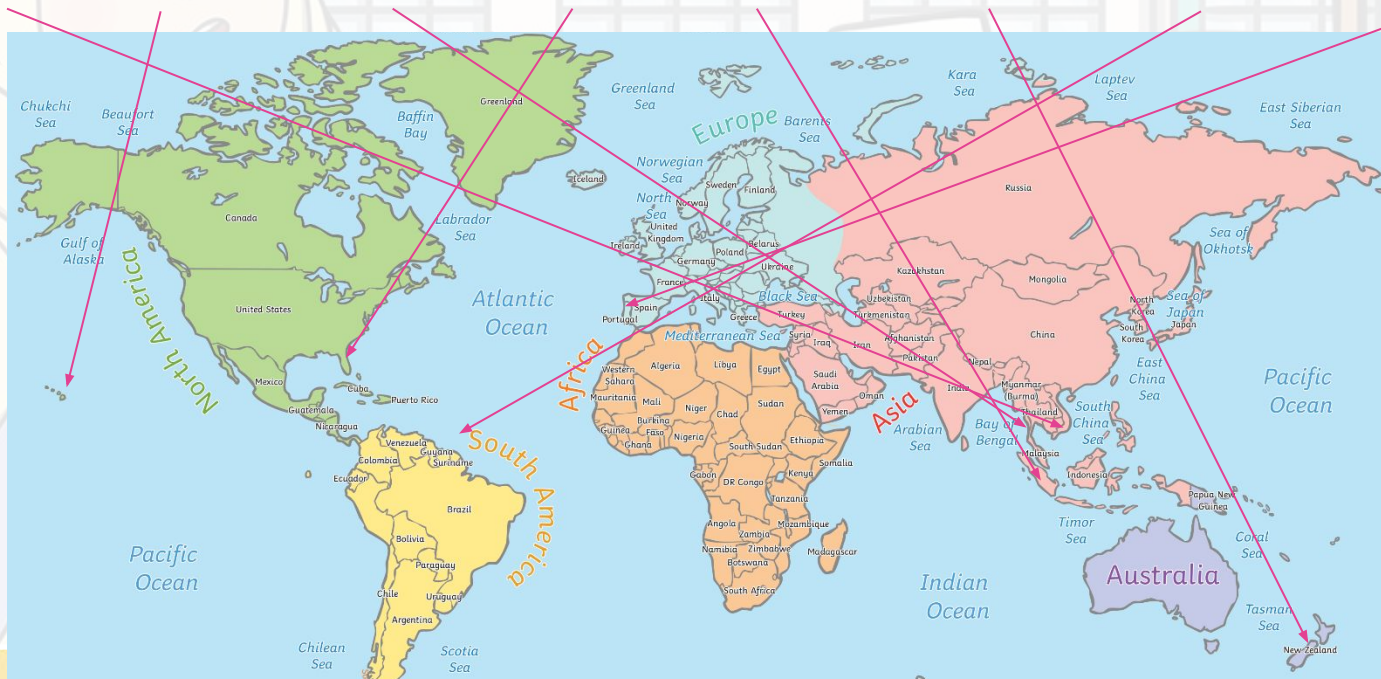 Greenland
Greenland Sea
Kara Sea
Laptev Sea
Chukchi Sea
Beaufort Sea
Baffin Bay
East Siberian Sea
Europe
Barents Sea
Norwegian Sea
Iceland
Sweden
Finland
Norway
Russia
Canada
Labrador Sea
North Sea
United Kingdom
Ireland
Belarus
Poland
Germany
Ukraine
Gulf of Alaska
Sea of Okhotsk
North America
Atlantic Ocean
France
Italy
Spain
Portugal
Greece
Black Sea
Turkey
Kazakhstan
Mongolia
Uzbekistan
Turkmenistan
North Korea
Sea of Japan
South Korea
Japan
United States
Mediterranean Sea
Syria
Iraq
Iran
Afghanistan
Pakistan
China
Nepal
East China Sea
Pacific Ocean
Africa
Algeria
Libya
Egypt
Saudi Arabia
Oman
Yemen
Asia
India
Myanmar (Burma)
Thailand
Mexico
Cuba
Puerto Rico
Guatemala
Nicaragua
Western Sahara
Mauritania
Mali
Niger
Chad
Sudan
Burkina Faso
Guinea
Ghana
Nigeria
South Sudan
Ethiopia
Somalia
Arabian Sea
Bay of Bengal
South China Sea
Malaysia
Indonesia
Papua New Guinea
South America
Venezuela
Guyana
Suriname
Colombia
Ecuador
Brazil
Gabon
DR Congo
Kenya
Tanzania
Angola
Zambia
Mozambique
Namibia
Zimbabwe
Botswana
Madagascar
South Africa
Timor Sea
Coral Sea
Pacific Ocean
Bolivia
Paraguay
Chile
Uruguay
Argentina
Indian Ocean
Australia
Tasman Sea
New Zealand
Chilean Sea
Scotia Sea